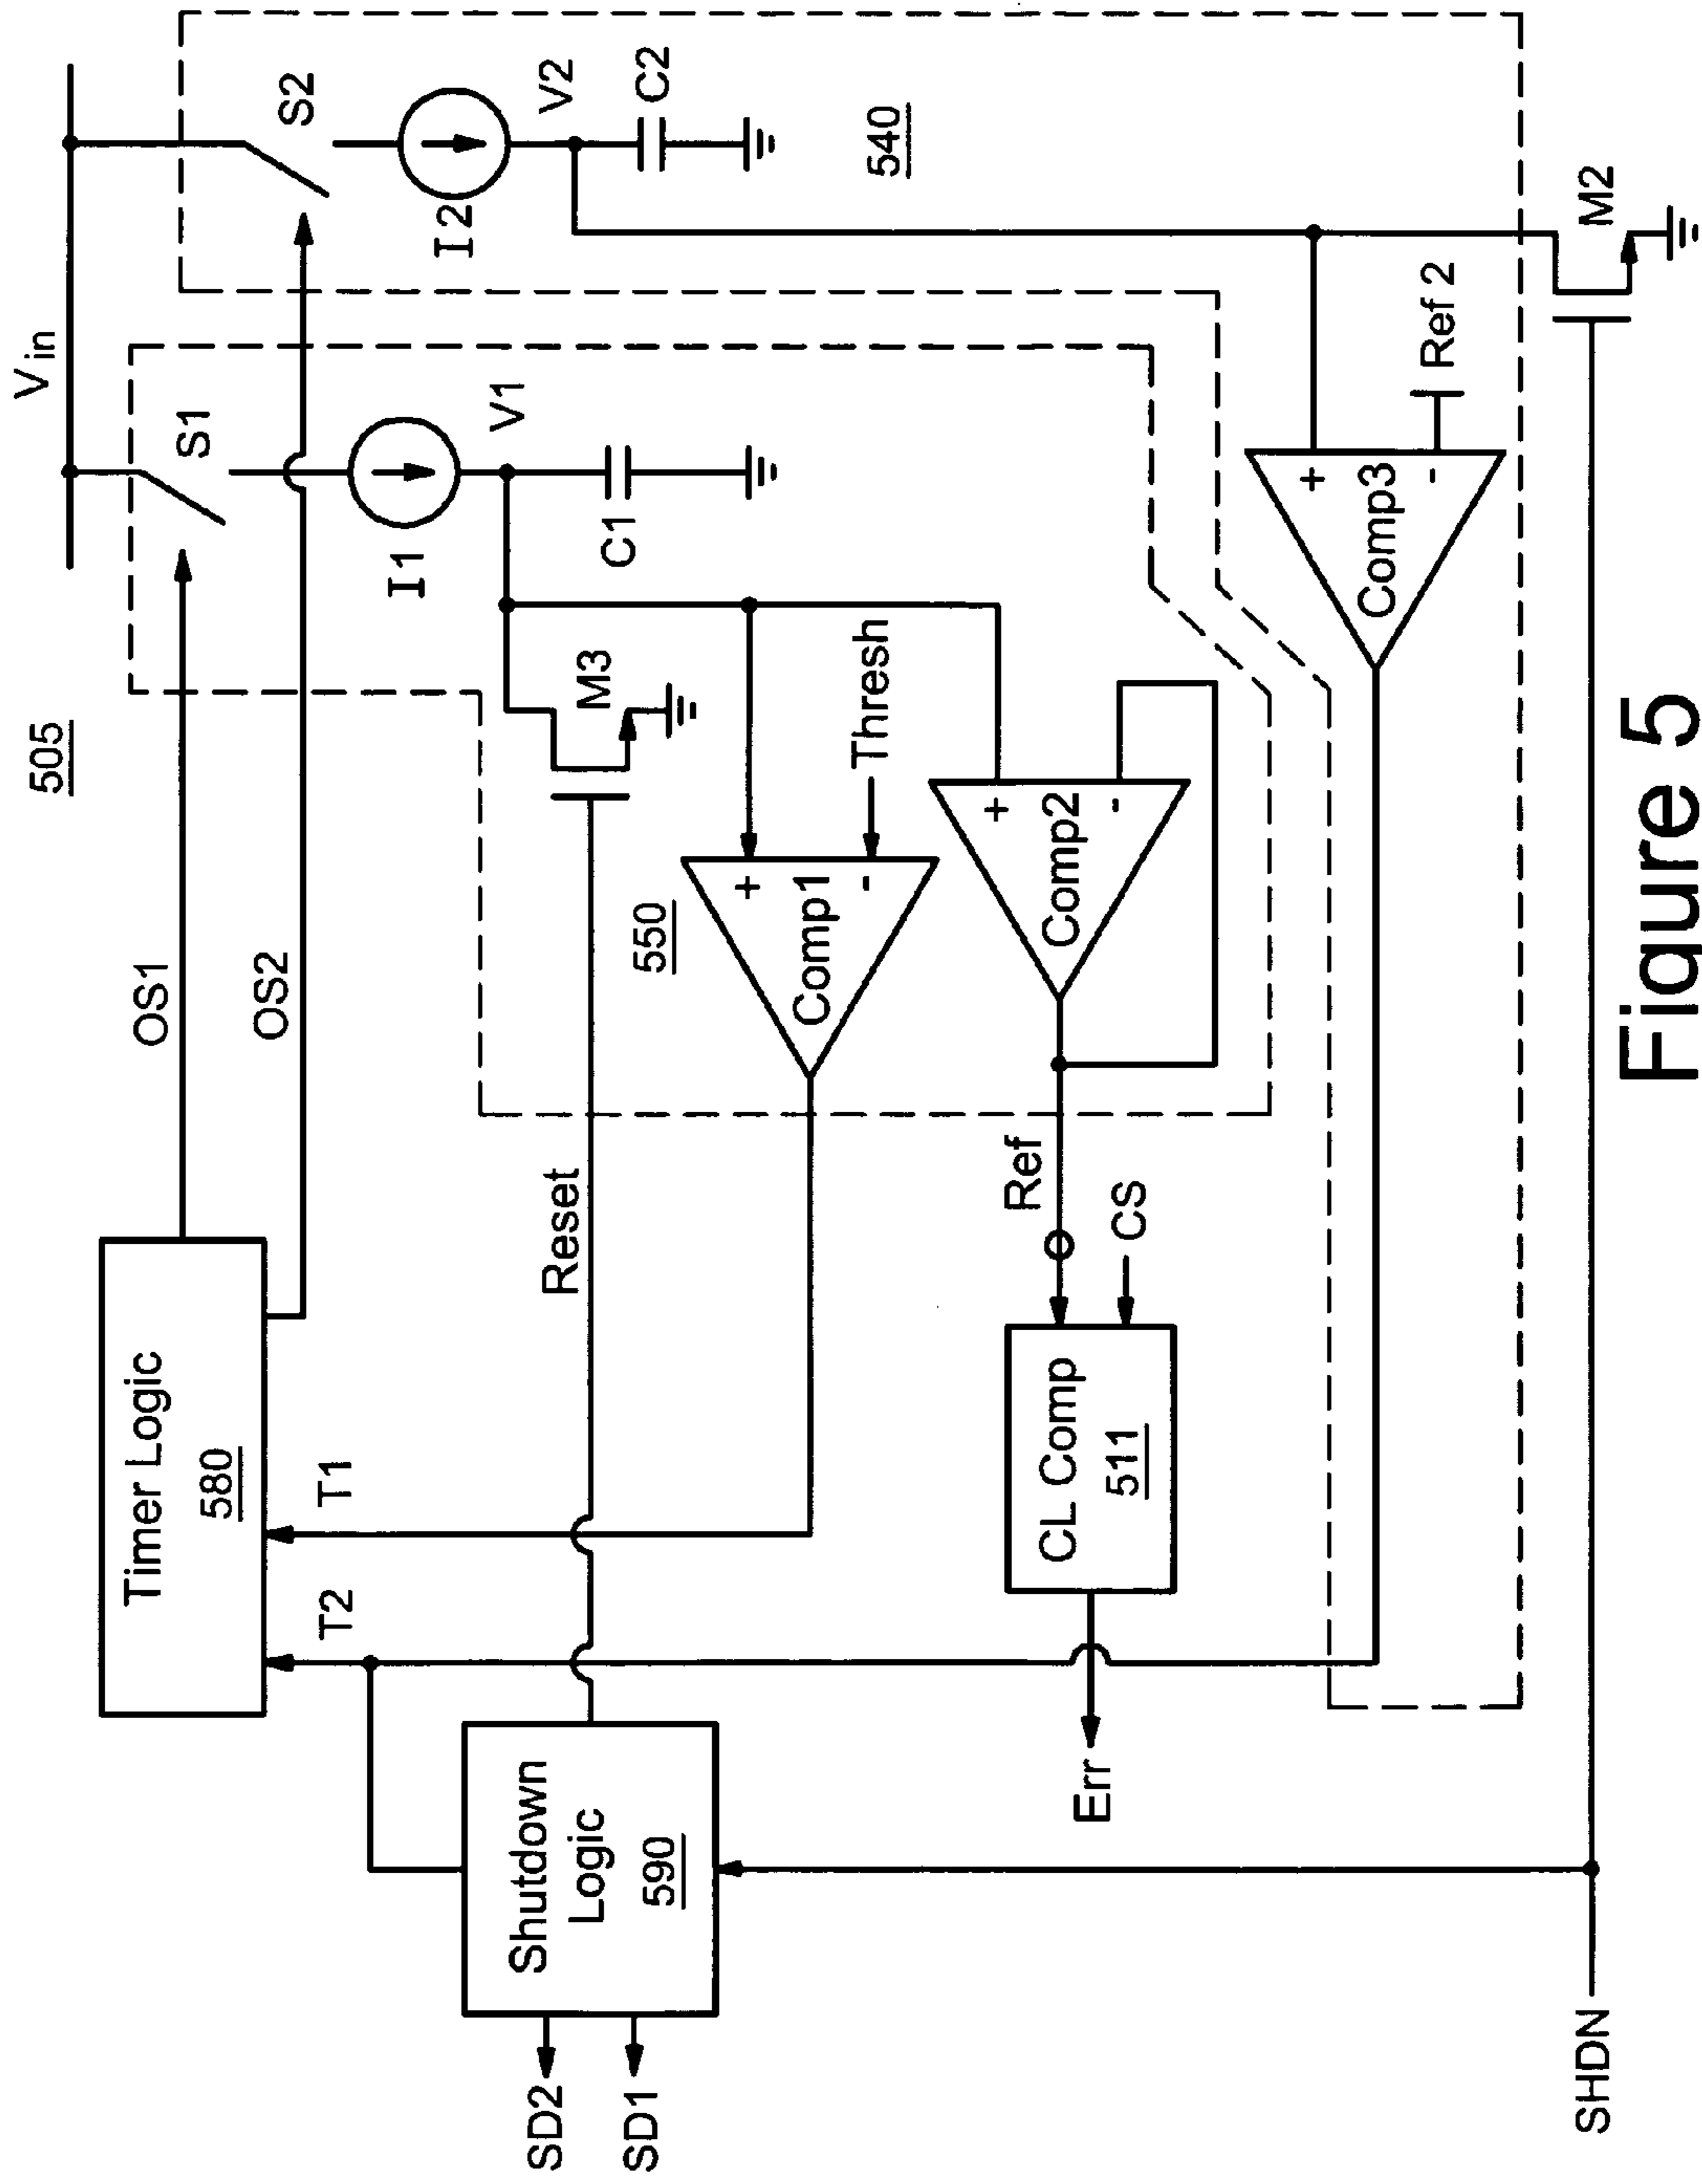 505
Vin
OS1
S1
S2
OS2
Timer Logic
580
I1
I2
V1
V2
C1
C2
T2
T1
Reset
M3
550
540
Shutdown
Logic
590
+
-
Comp1
Thresh
SD2
SD1
Ref
+
-
Comp2
CL Comp
511
CS
Err
+
-
Comp3
Ref 2
M2
SHDN
Figure 5